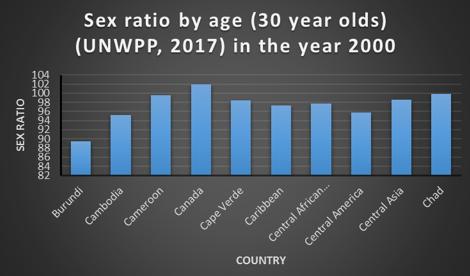 Sex ratio by age (30 year olds)
(UNWPP, 2017) in the year 2000
SEX RATIO
104
102
100
98
96
94
92
90
88
86
84
82
Burundi
Cambodia
Cameroon
Canada
Cape Verde
Caribbean
Central African...
Central America
Central Asia
Chad
COUNTRY